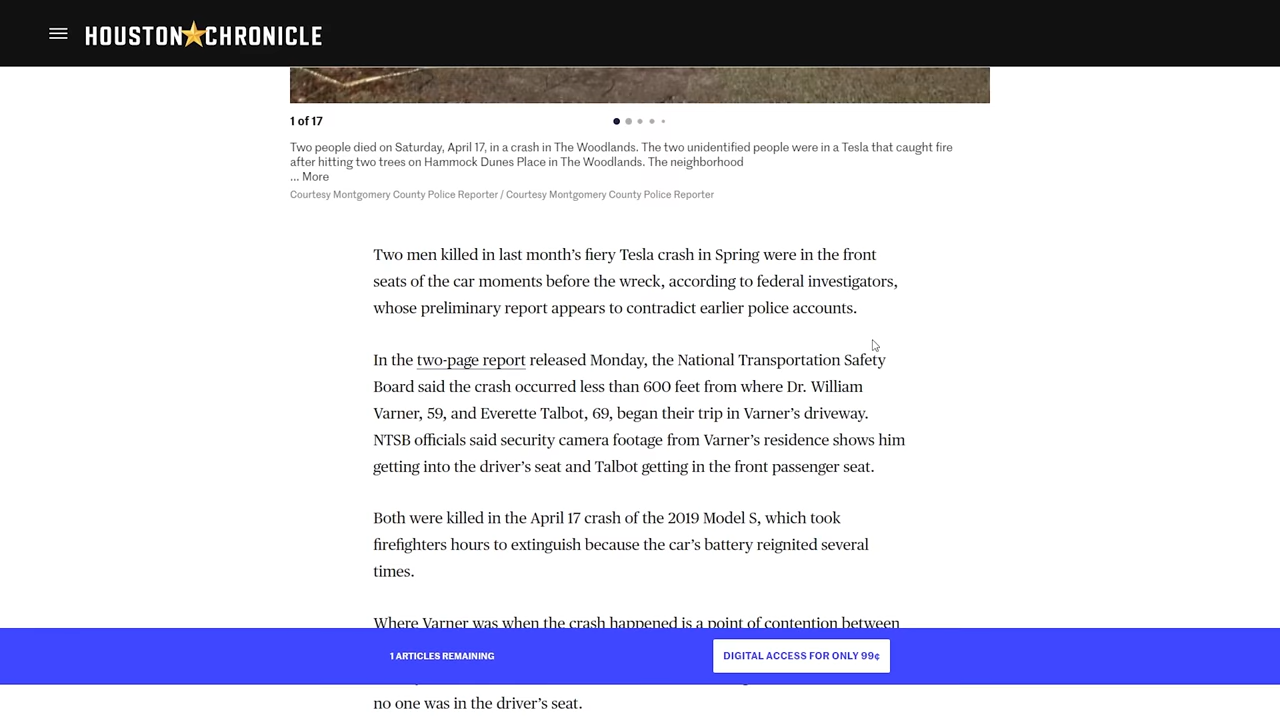 HOUSTON CHRONICLE
1 of 17
Two people died on Saturday, April 17, in a crash in The Woodlands. The two unidentified people were in a Tesla that caught fire
after hitting two trees on Hammock Dunes Place in The Woodlands. The neighborhood
... More
Courtesy Montgomery County Police Reporter / Courtesy Montgomery County Police Reporter
Two men killed in last month’s fiery Tesla crash in Spring were in the front
seats of the car moments before the wreck, according to federal investigators,
whose preliminary report appears to contradict earlier police accounts.
In the two-page report released Monday, the National Transportation Safety
Board said the crash occurred less than 600 feet from where Dr. William
Varner, 59, and Everette Talbot, 69, began their trip in Varner’s driveway.
NTSB officials said security camera footage from Varner’s residence shows him
getting into the driver’s seat and Talbot getting in the front passenger seat.
Both were killed in the April 17 crash of the 2019 Model S, which took
firefighters hours to extinguish because the car’s battery reignited several
times.
Where Varner was when the crash happened is a point of contention between
1 ARTICLES REMAINING
DIGITAL ACCESS FOR ONLY 99¢
no one was in the driver’s seat.